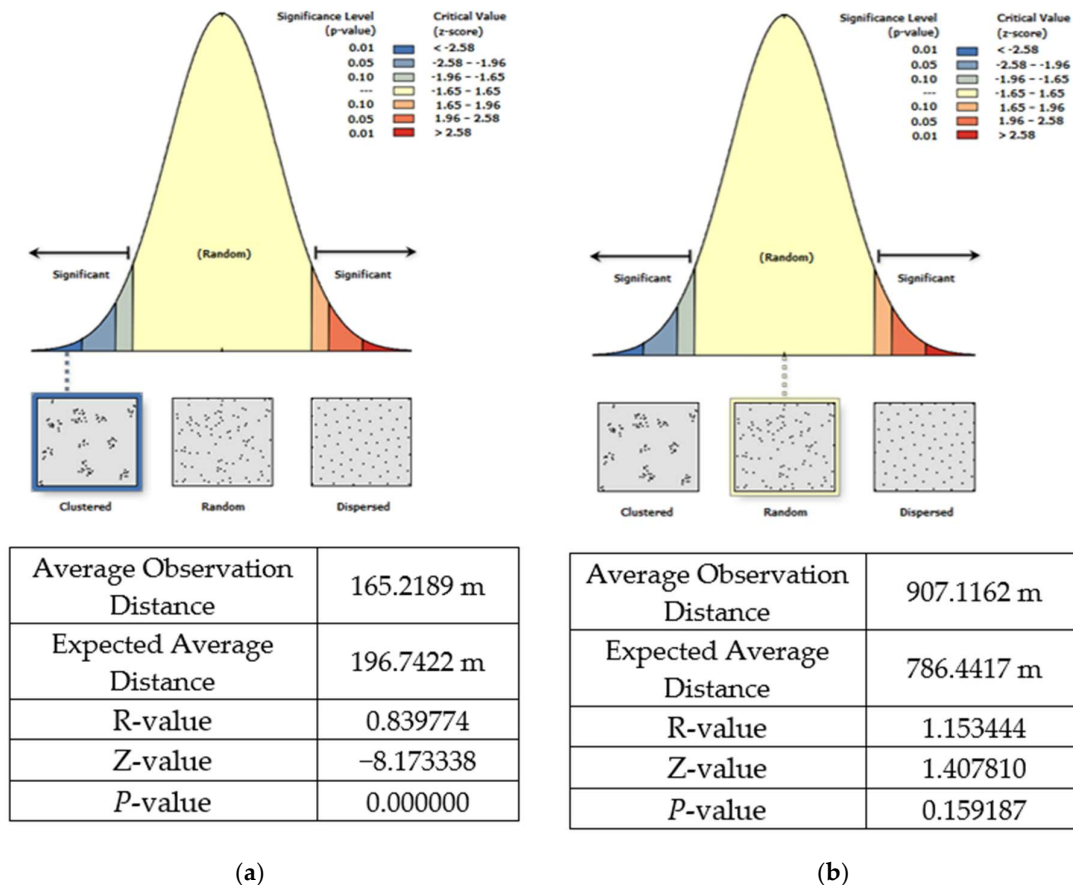 Significance Level
(p-value)
Critical Value
(z-score)
0.01 < -2.58
0.05 -2.58 – -1.96
0.10 -1.96 – -1.65
--- -1.65 – 1.65
0.10 1.65 – 1.96
0.05 1.96 – 2.58
0.01 > 2.58
(Random)
Significant
Significant
Clustered
Random
Dispersed
Average Observation
Distance
165.2189 m
Expected Average
Distance
196.7422 m
R-value 0.839774
Z-value −8.173338
P-value 0.000000
(a)
Significance Level
(p-value)
Critical Value
(z-score)
0.01 < -2.58
0.05 -2.58 – -1.96
0.10 -1.96 – -1.65
--- -1.65 – 1.65
0.10 1.65 – 1.96
0.05 1.96 – 2.58
0.01 > 2.58
(Random)
Significant
Significant
Clustered
Random
Dispersed
Average Observation
Distance
907.1162 m
Expected Average
Distance
786.4417 m
R-value 1.153444
Z-value 1.407810
P-value 0.159187
(b)